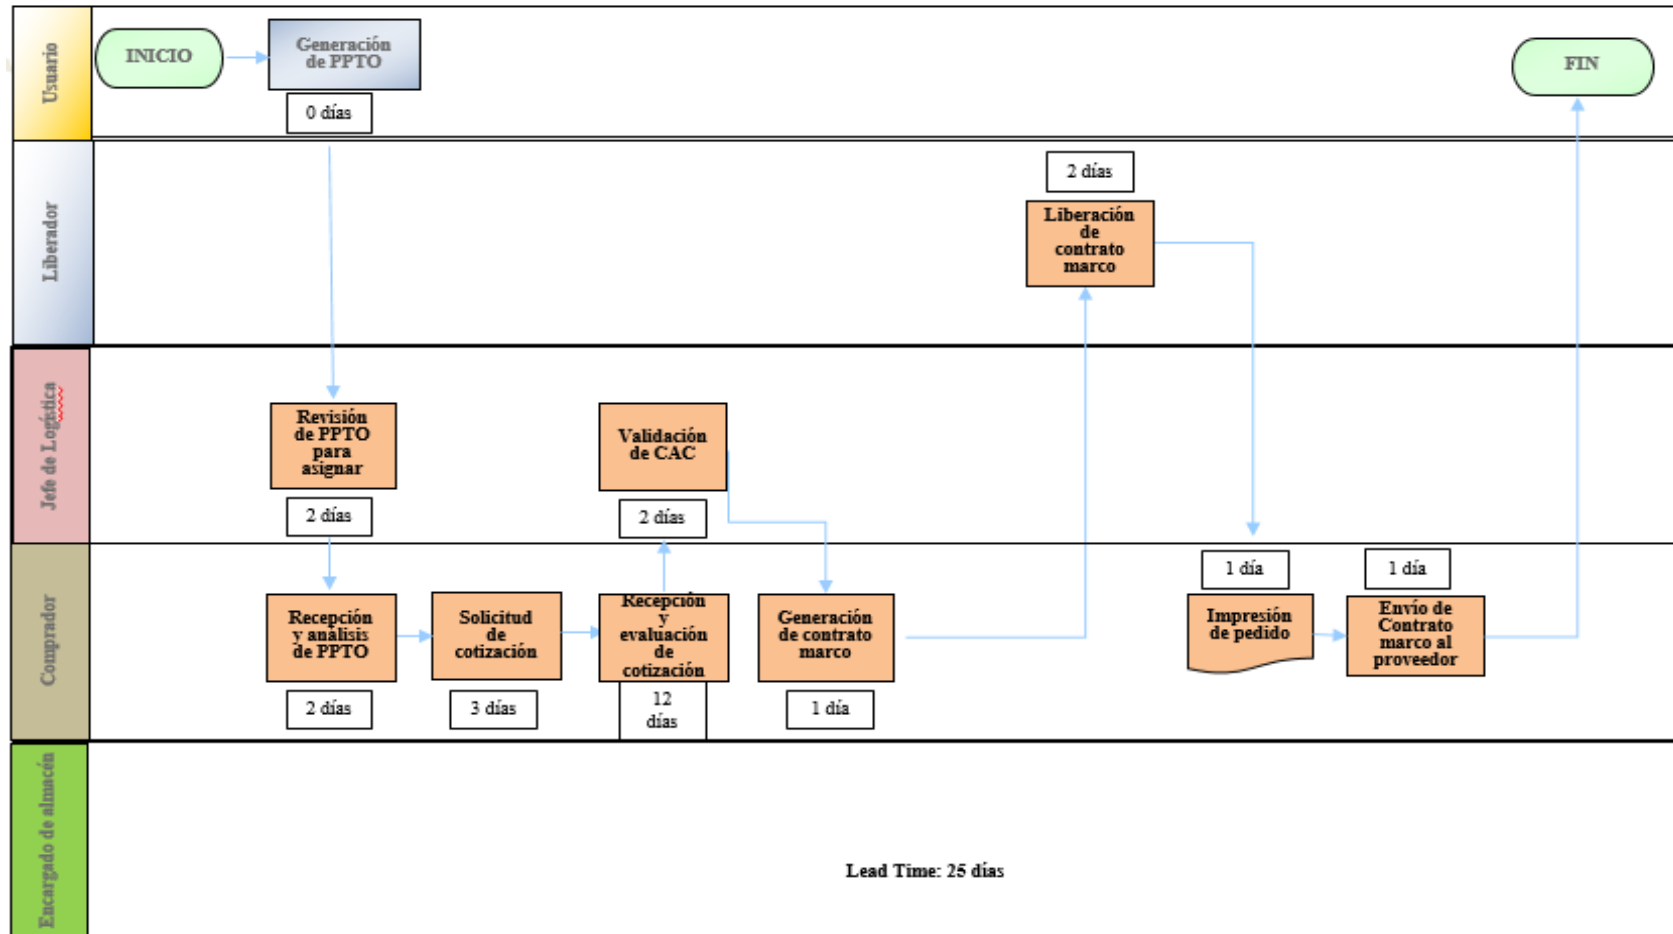 Usuario
INICIO
Generación
de PPTO
0 días
FIN
Liberador
2 días
Liberación
de
contrato
marco
Jefe de Logística
Revisión
de PPTO
para
asignar
2 días
Validación
de CAC
2 días
Comprador
Recepción
y análisis
de PPTO
2 días
Solicitud
de
cotización
3 días
Recepción
y
evaluación
de
cotización
12
días
Generación
de contrato
marco
1 día
1 día
Impresión
de pedido
1 día
Envío de
Contrato
marco al
proveedor
Encargado de almacén
Lead Time: 25 días